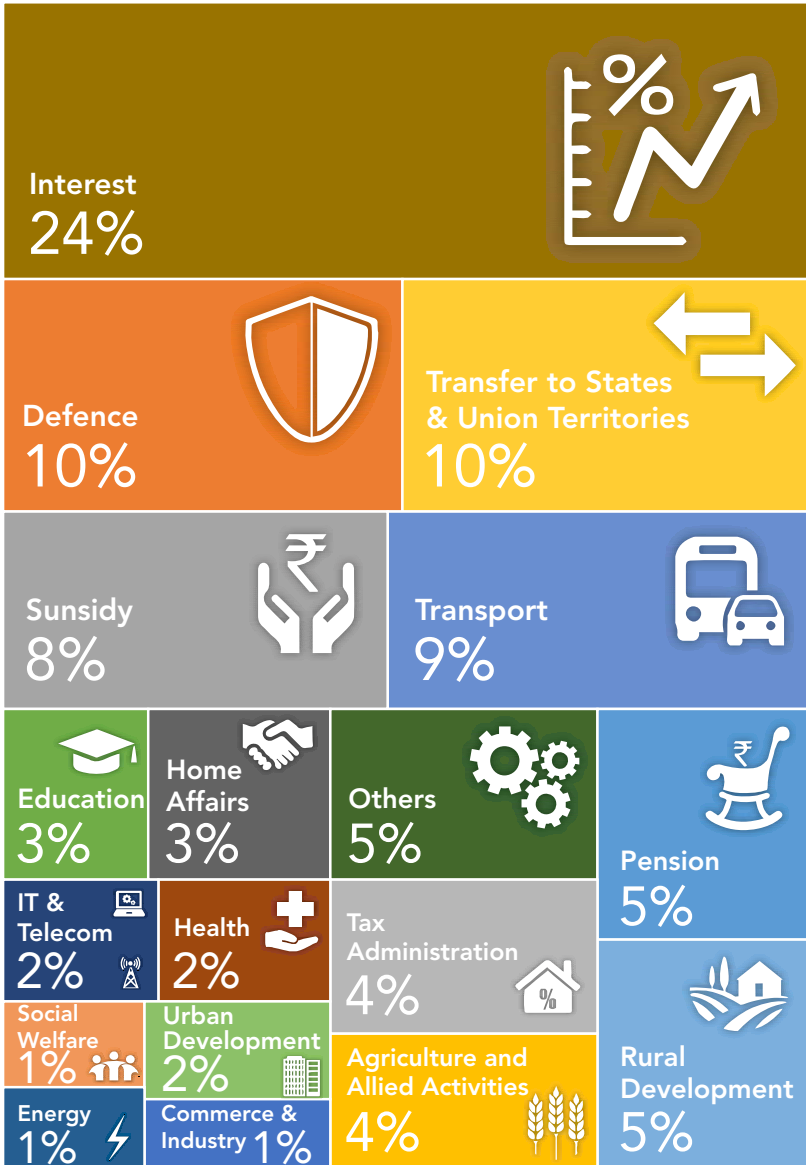 %
Interest
24%
Defence
10%
Transfer to States
& Union Territories
10%
₹
Sunsidy
8%
Transport
9%
Education
3%
Home
Affairs
3%
Others
5%
₹
Pension
5%
IT &
Telecom
2%
Health
2%
Tax
Administration
4%
%
Social
Welfare
1%
Urban
Development
2%
Agriculture and
Allied Activities
4%
Rural
Development
5%
Energy
1%
Commerce &
Industry 1%